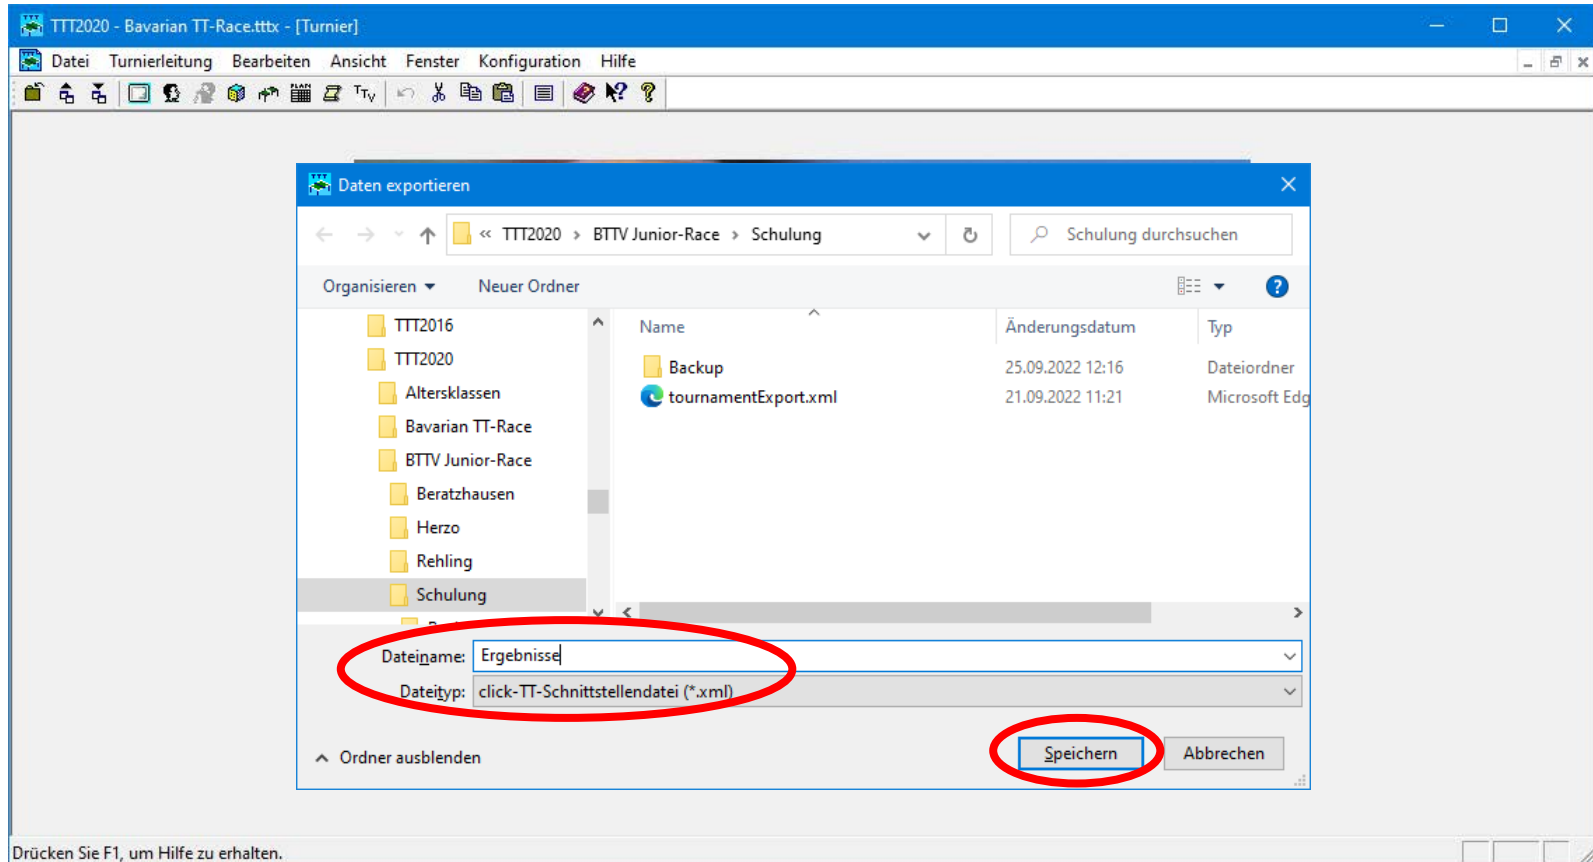 TTT2020 - Bavarian TT-Race.tttx - [Turnier]
Datei Turnierleitung Bearbeiten Ansicht Fenster Konfiguration Hilfe
Daten exportieren
« TTT2020 › BTTV Junior-Race › Schulung
Schulung durchsuchen
Organisieren Neuer Ordner
TTT2016
TTT2020
Altersklassen
Bavarian TT-Race
BTTV Junior-Race
Beratzhausen
Herzo
Rehling
Schulung
Name Änderungsdatum Typ
Backup 25.09.2022 12:16 Dateiordner
tournamentExport.xml 21.09.2022 11:21 Microsoft Edg
Dateiname: Ergebnisse
Dateityp: click-TT-Schnittstellendatei (*.xml)
Ordner ausblenden
Speichern Abbrechen
Drücken Sie F1, um Hilfe zu erhalten.